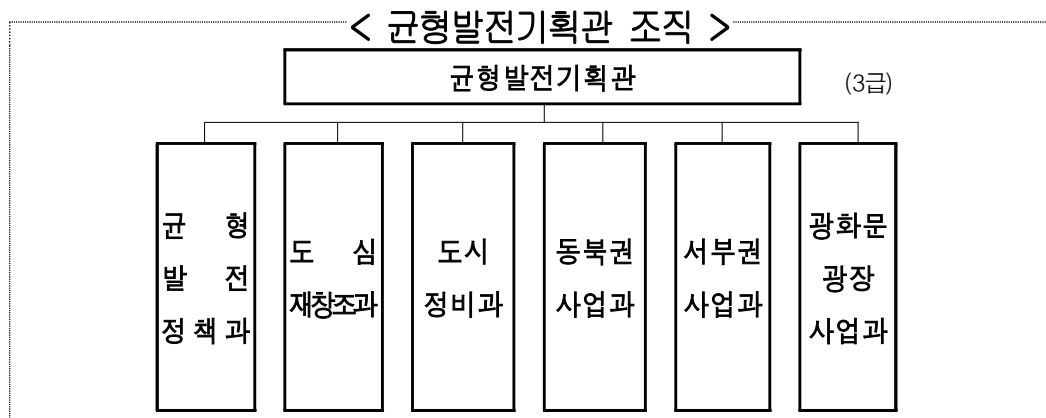 < 균형발전기획관 조직 >
균형발전기획관
(3급)
균 형
발 전
정 책 과
도 심
재창조과
도시
정비과
동북권
사업과
서부권
사업과
광화문
광장
사업과